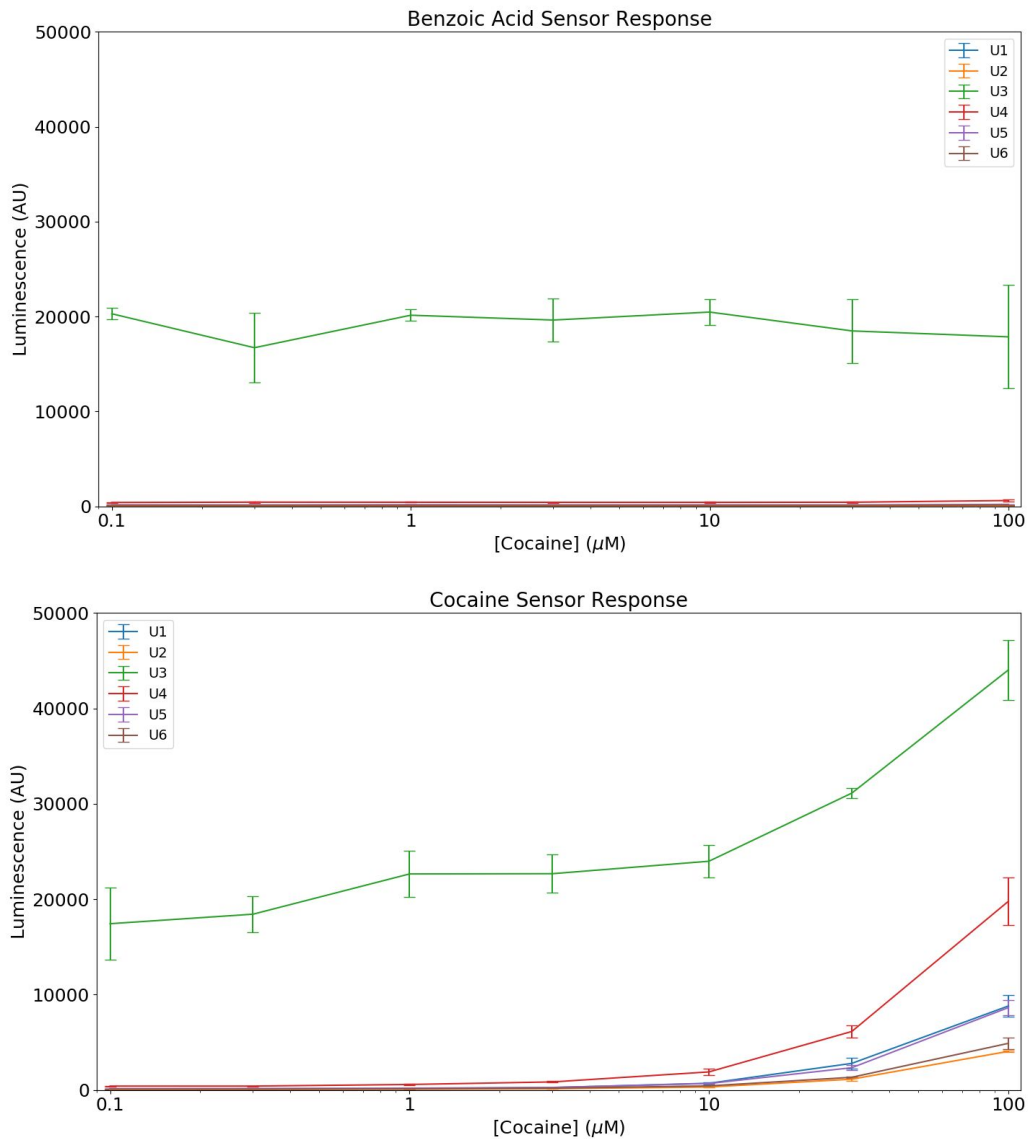 Benzoic Acid Sensor Response
50000
40000
30000
20000
10000
0
Luminescence (AU)
U1
U2
U3
U4
U5
U6
0.1 1 10 100
[Cocaine] (μM)
Cocaine Sensor Response
50000
40000
30000
20000
10000
0
Luminescence (AU)
U1
U2
U3
U4
U5
U6
0.1 1 10 100
[Cocaine] (μM)